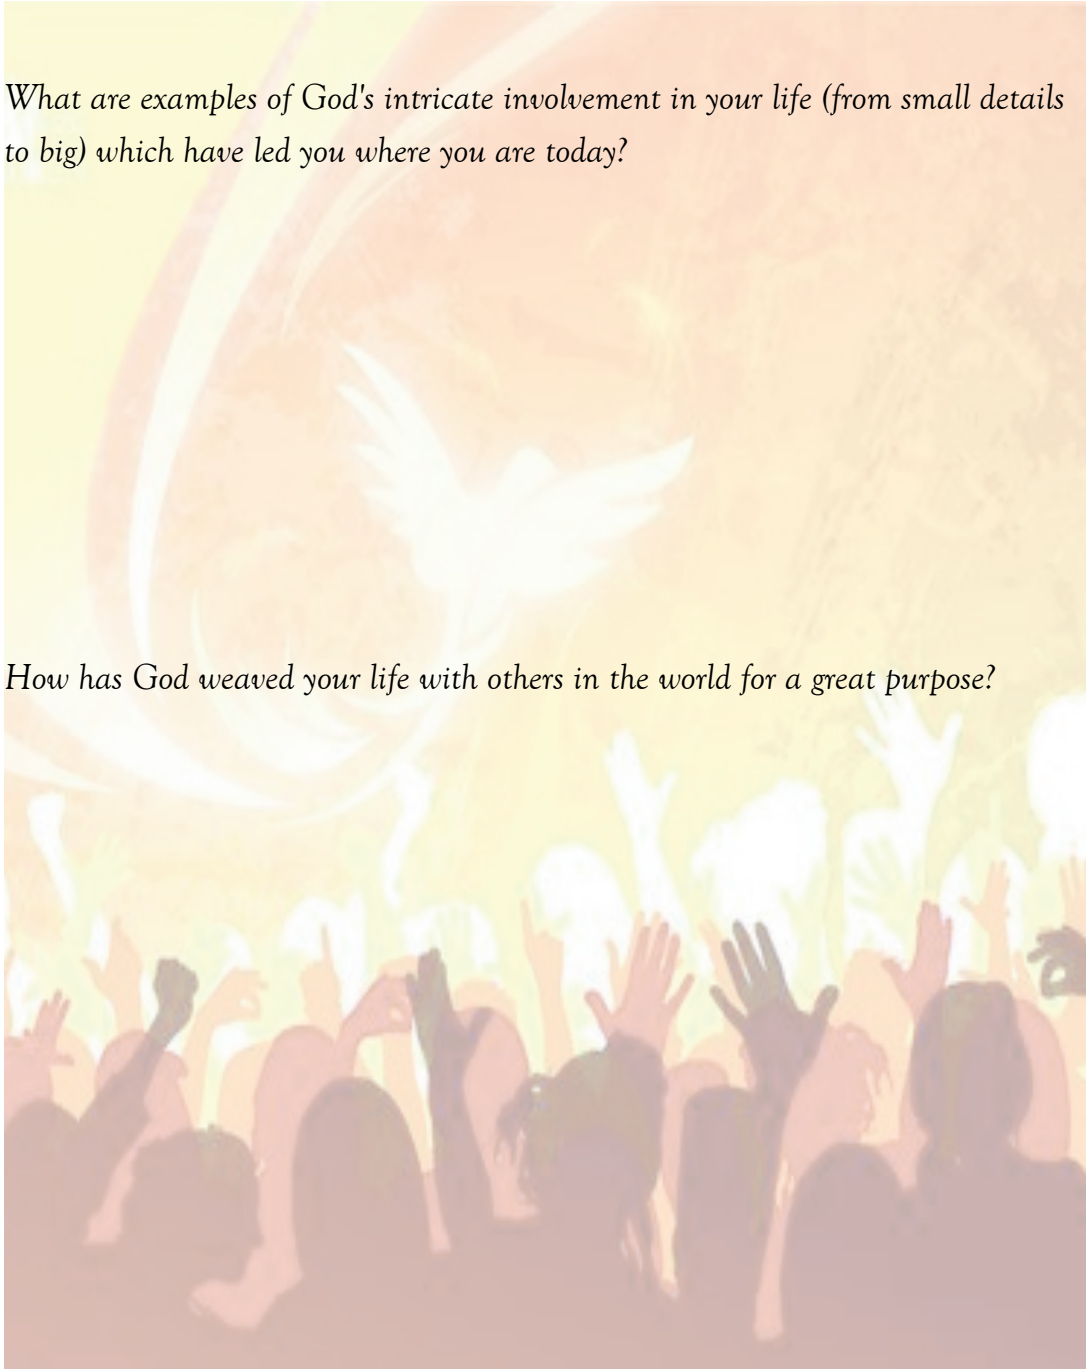 What are examples of God's intricate involvement in your life (from small details
to big) which have led you where you are today?
How has God weaved your life with others in the world for a great purpose?